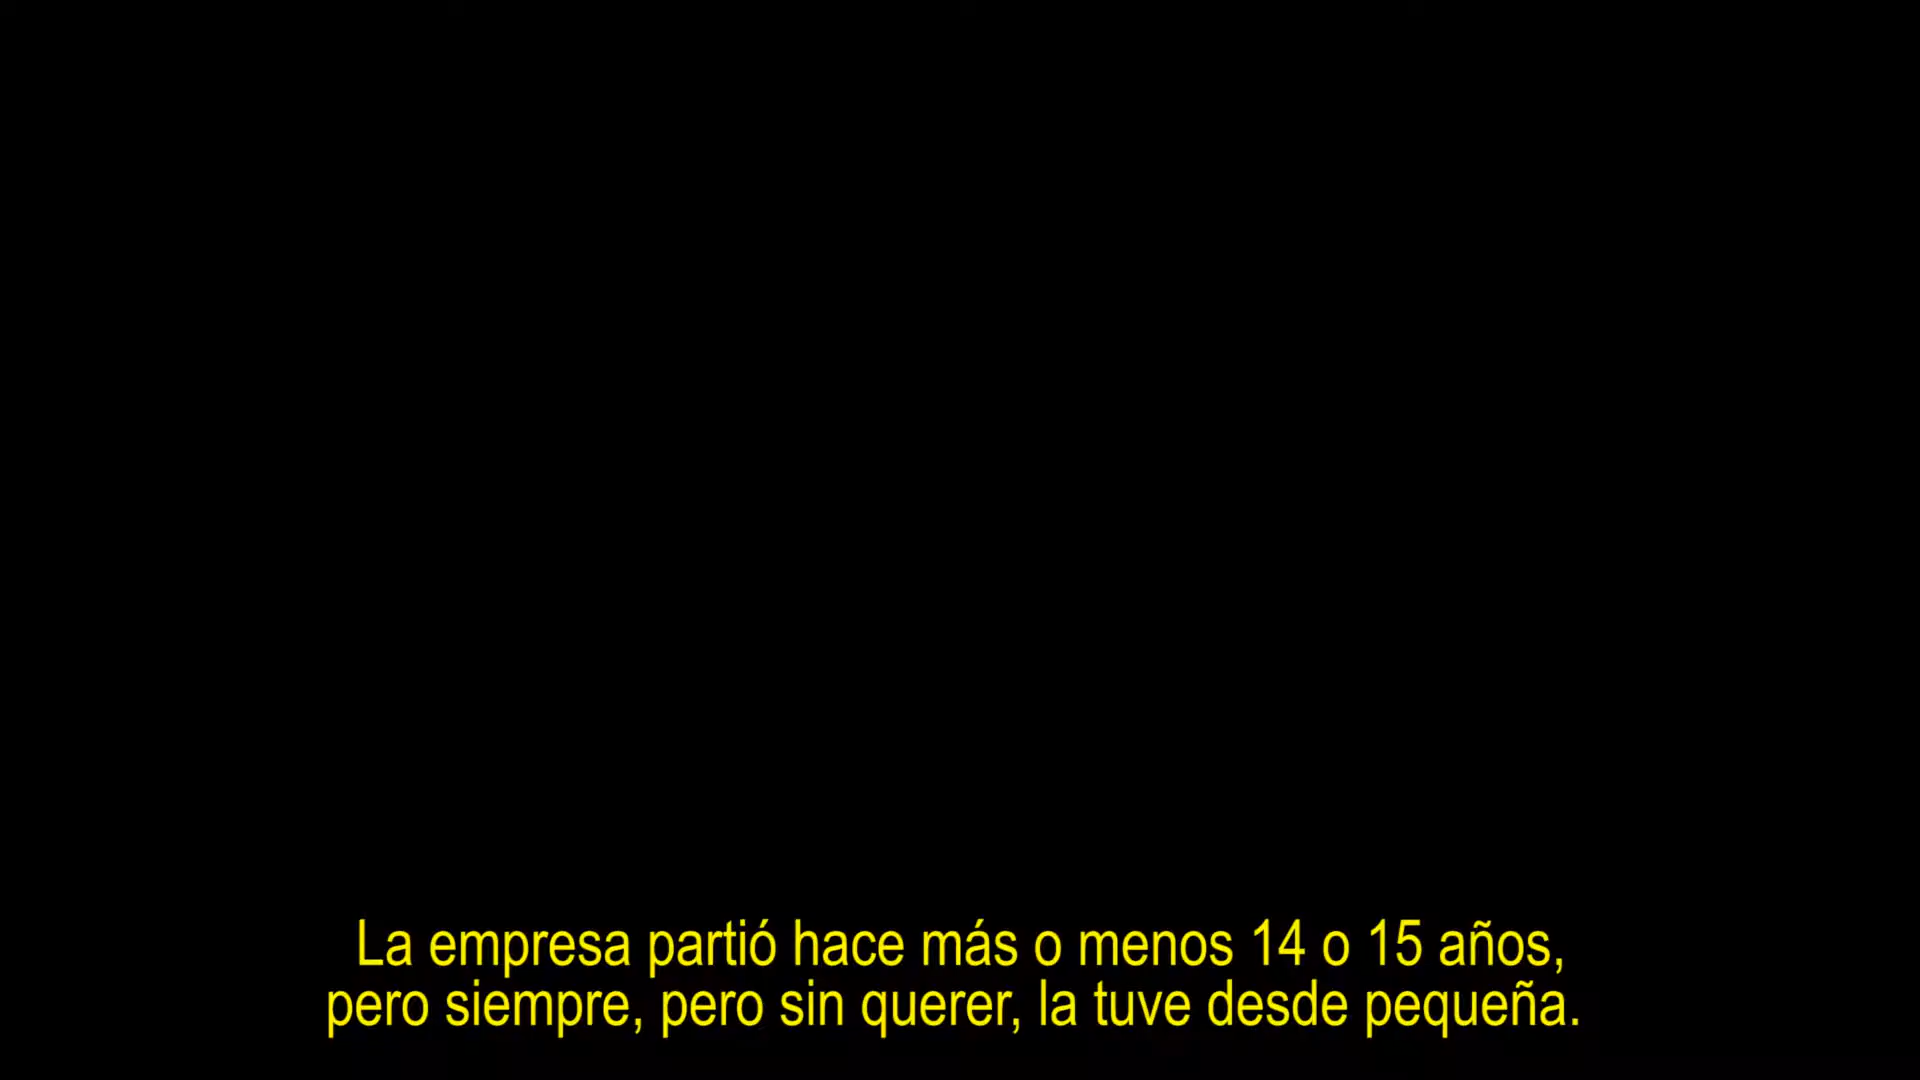 La empresa partió hace más o menos 14 o 15 años,
pero siempre, pero sin querer, la tuve desde pequeña.